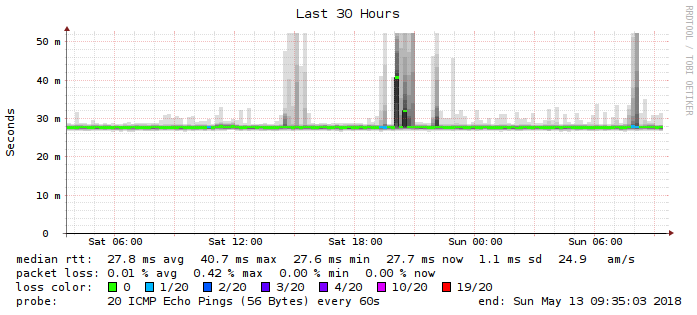 Last 30 Hours
RRDTOOL / TOBI OETIKER
Seconds
50 m
40 m
30 m
20 m
10 m
0
Sat 06:00 Sat 12:00 Sat 18:00 Sun 00:00 Sun 06:00
median rtt: 27.8 ms avg 40.7 ms max 27.6 ms min 27.7 ms now 1.1 ms sd 24.9 am/s
packet loss: 0.01 % avg 0.42 % max 0.00 % min 0.00 % now
loss color: 0 1/20 2/20 3/20 4/20 10/20 19/20
probe: 20 ICMP Echo Pings (56 Bytes) every 60s end: Sun May 13 09:35:03 2018